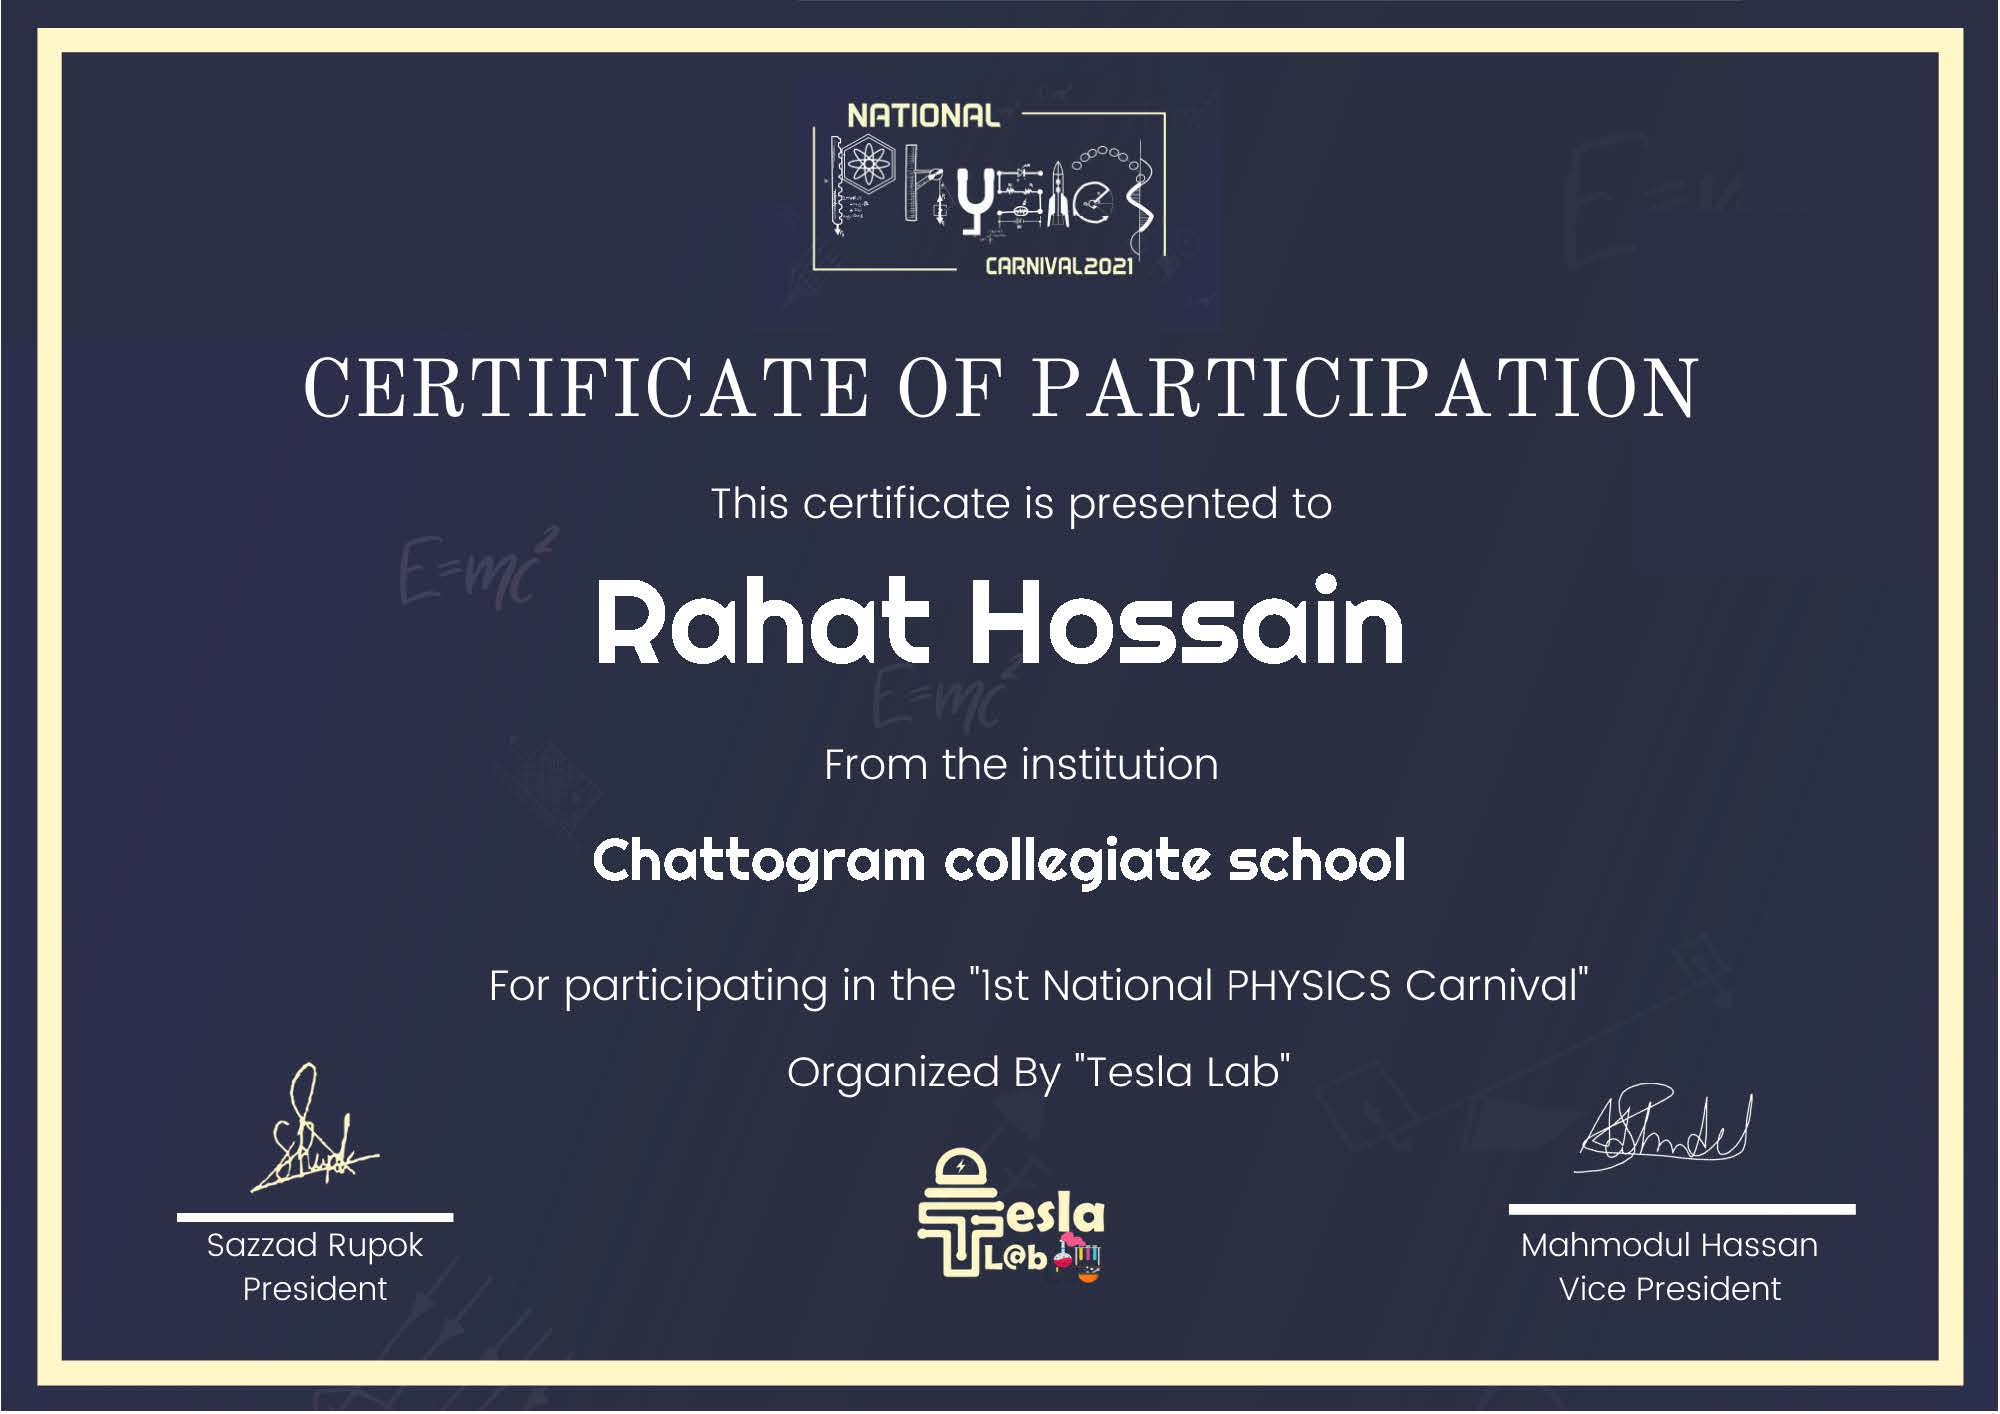 NATIONAL
Physics
CARNIVAL2021
CERTIFICATE OF PARTICIPATION
This certificate is presented to
E=mc²
Rahat Hossain
E=mc²
From the institution
Chattogram collegiate school
For participating in the "1st National PHYSICS Carnival"
Organized By "Tesla Lab"
Tesla
L@b
Sazzad Rupok
President
Mahmodul Hassan
Vice President